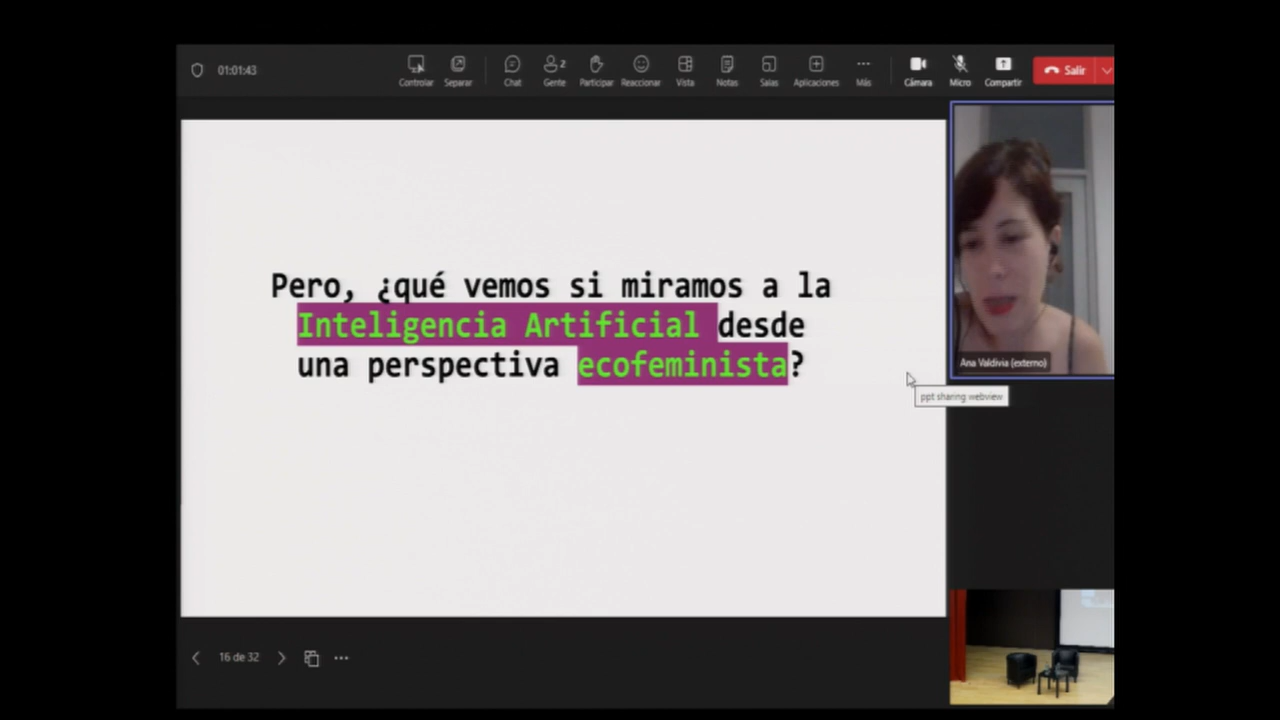 01:01:43
Controlar
Separar
Chat
Gente
2
Participar
Reaccionar
Vista
Notas
Salas
Aplicaciones
Más
Cámara
Micro
Compartir
Salir
Pero, ¿qué vemos si miramos a la
Inteligencia Artificial desde
una perspectiva ecofeminista?
Ana Valdivia (externo)
ppt sharing webview
16 de 32